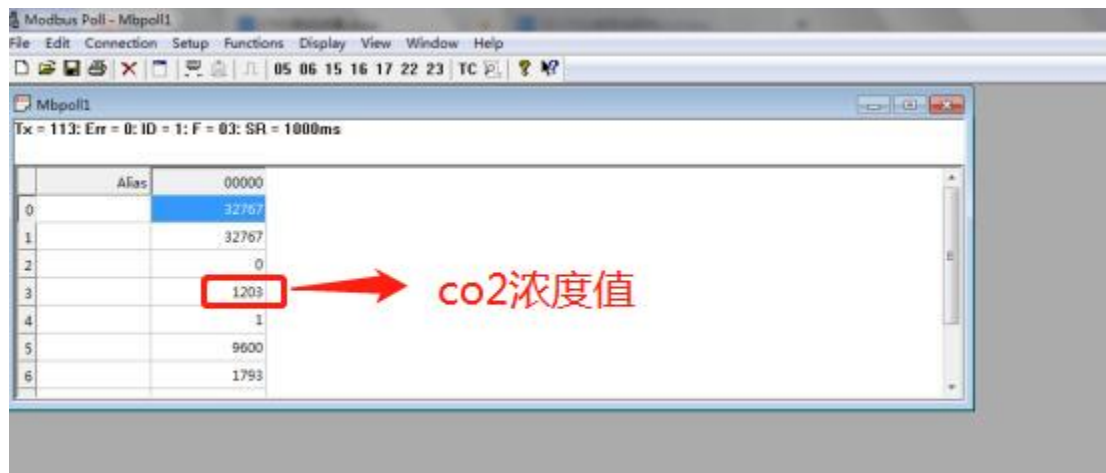 Modbus Poll - Mbpoll1
File Edit Connection Setup Functions Display View Window Help
05 06 15 16 17 22 23 TC
Mbpoll1
Tx = 113: Err = 0: ID = 1: F = 03: SR = 1000ms
Alias 00000
0 32767
1 32767
2 0
3 1203
co2浓度值
4 1
5 9600
6 1793